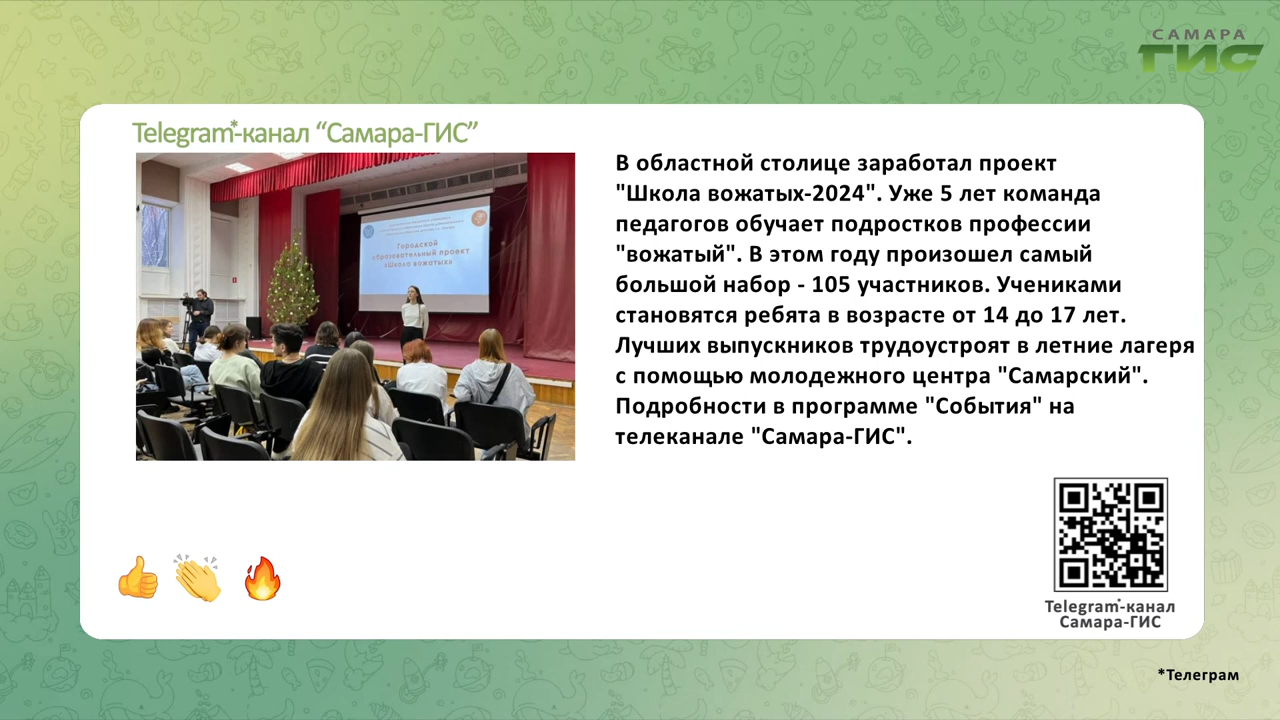 САМАРА
ГИС
Telegram*-канал “Самара-ГИС”
Городской
образовательный проект
«Школа вожатых»
В областной столице заработал проект
"Школа вожатых-2024". Уже 5 лет команда
педагогов обучает подростков профессии
"вожатый". В этом году произошел самый
большой набор - 105 участников. Учениками
становятся ребята в возрасте от 14 до 17 лет.
Лучших выпускников трудоустроят в летние лагеря
с помощью молодежного центра "Самарский".
Подробности в программе "События" на
телеканале "Самара-ГИС".
Telegram*-канал
Самара-ГИС
*Телеграм